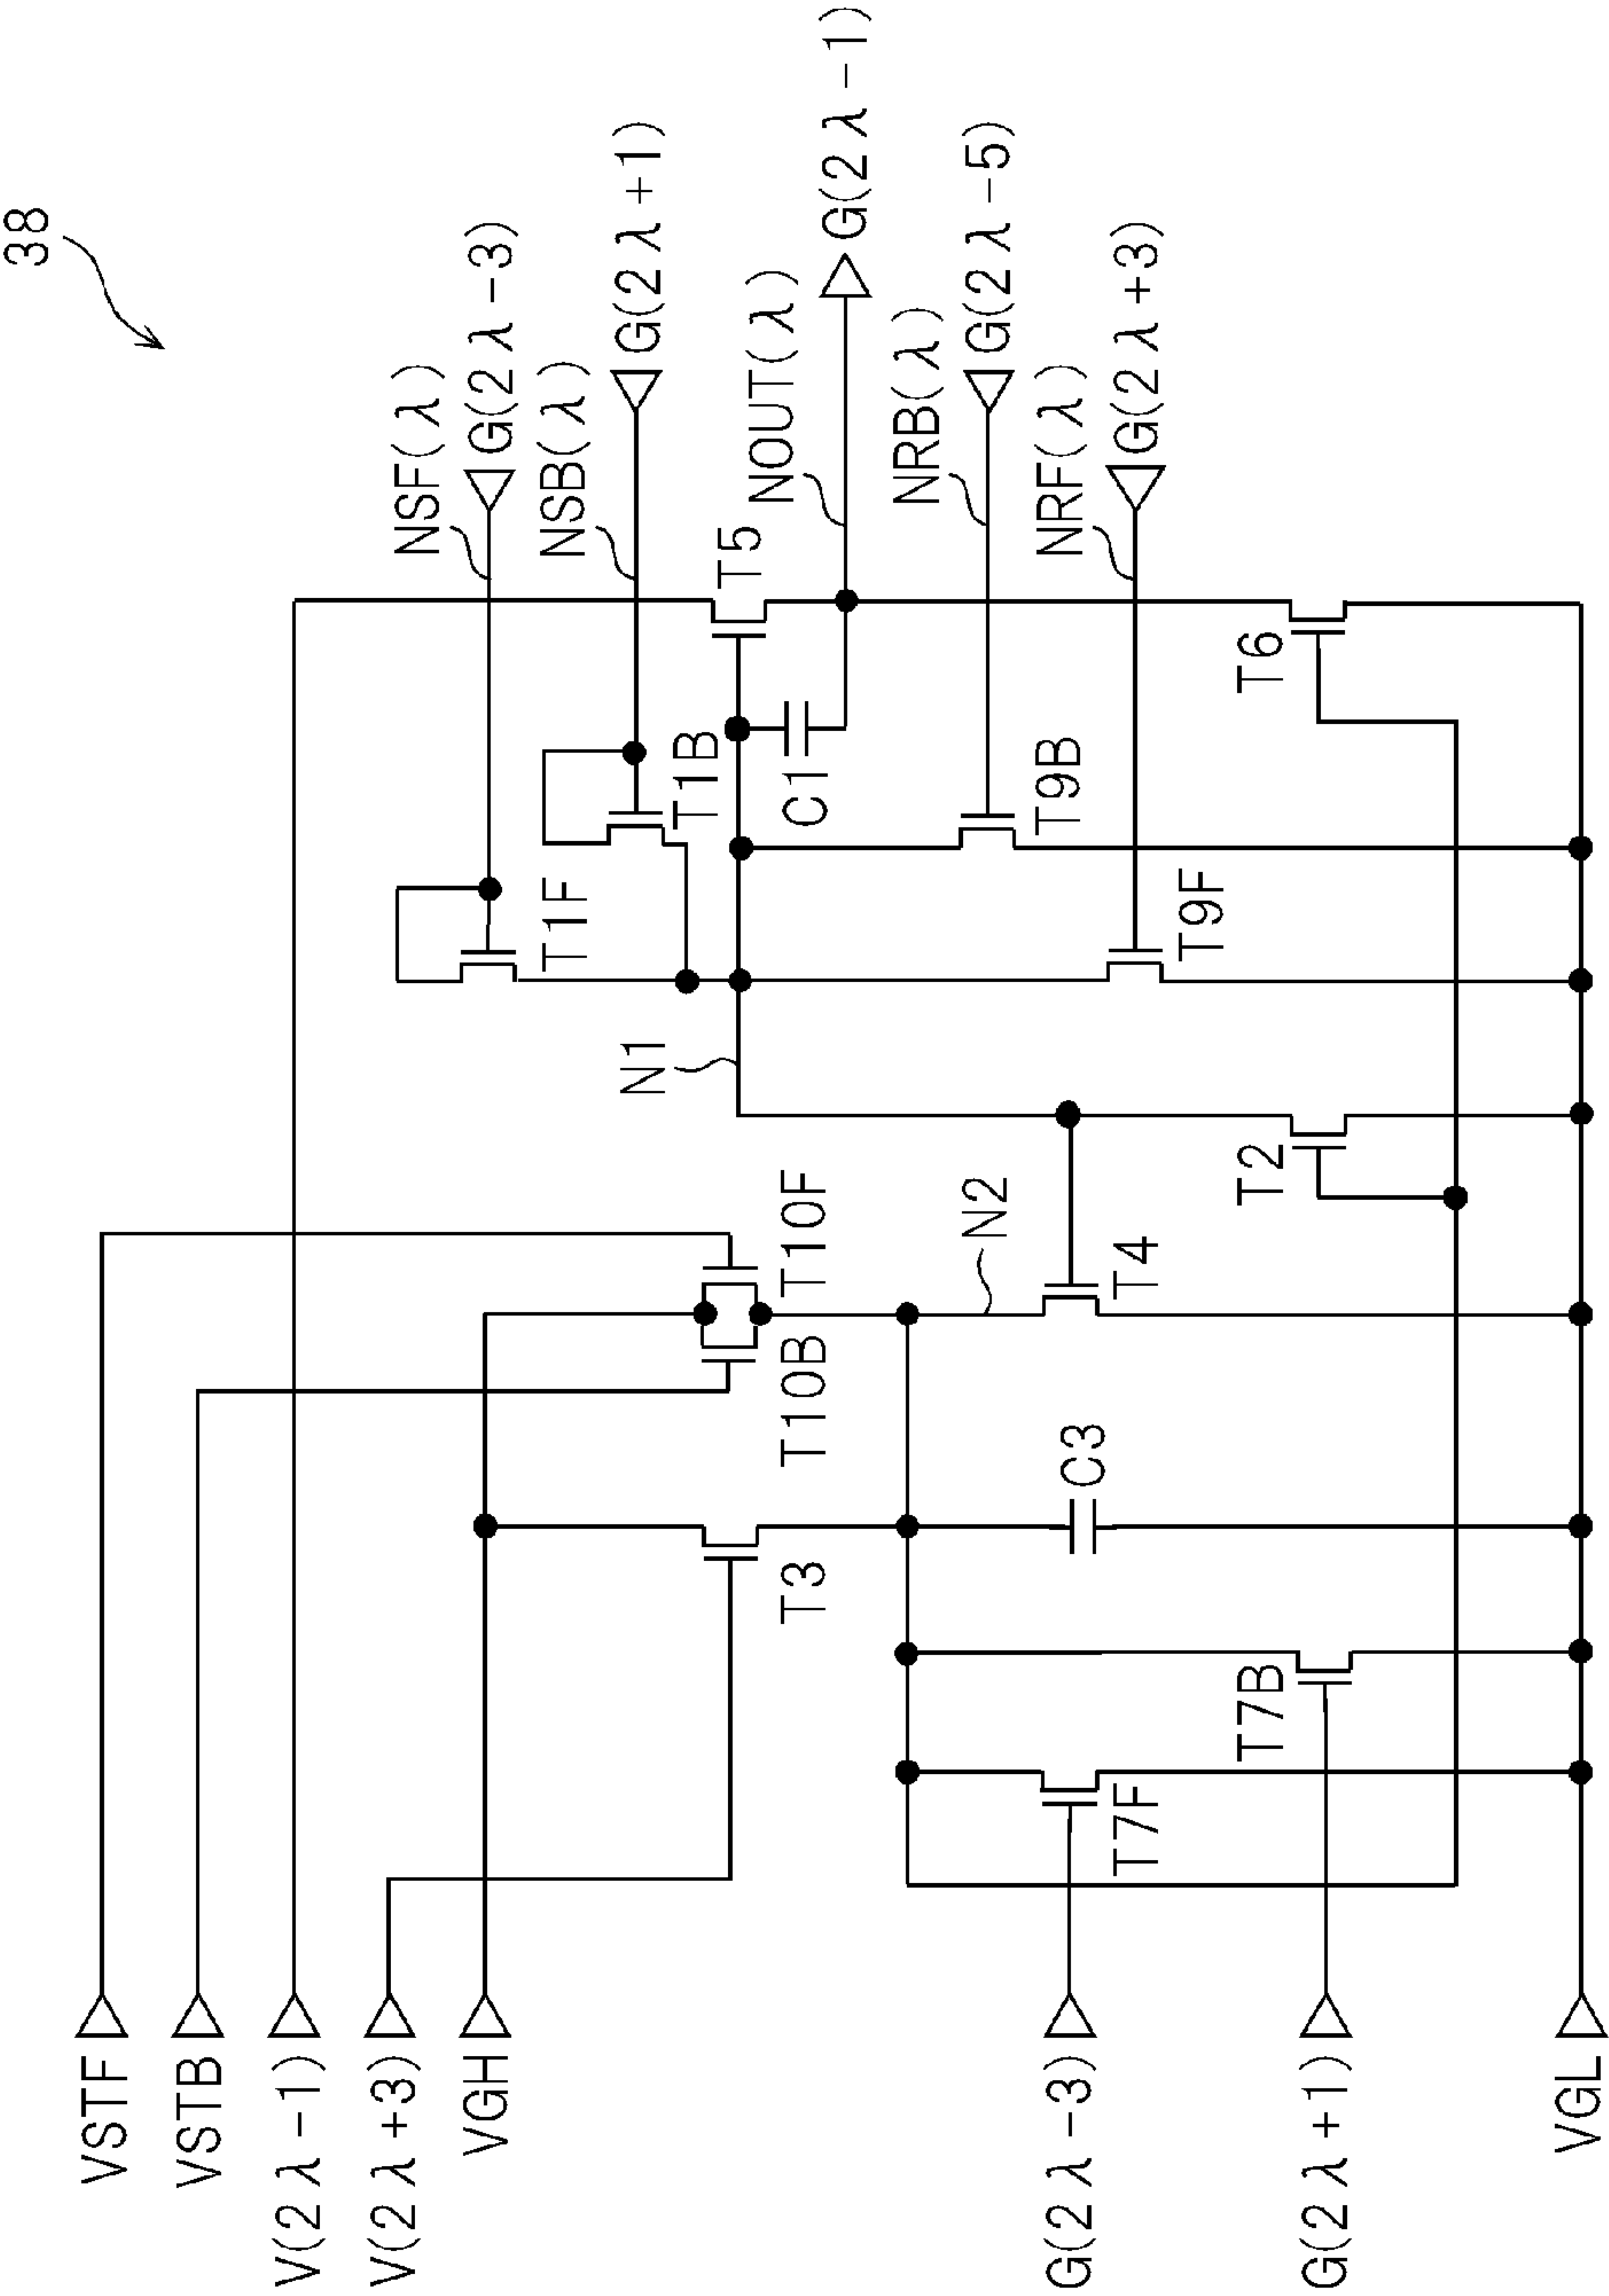 38
VSTF
VSTB
V(2λ-1)
V(2λ+3)
VGH
G(2λ-3)
G(2λ+1)
VGL
NSF(λ)
G(2λ-3)
NSB(λ)
G(2λ+1)
NOUT(λ)
G(2λ-1)
NRB(λ)
G(2λ-5)
NRF(λ)
G(2λ+3)
T1F
T1B
T5
C1
N1
T10F
T10B
T3
N2
T9B
T9F
C3
T4
T2
T6
T7F
T7B